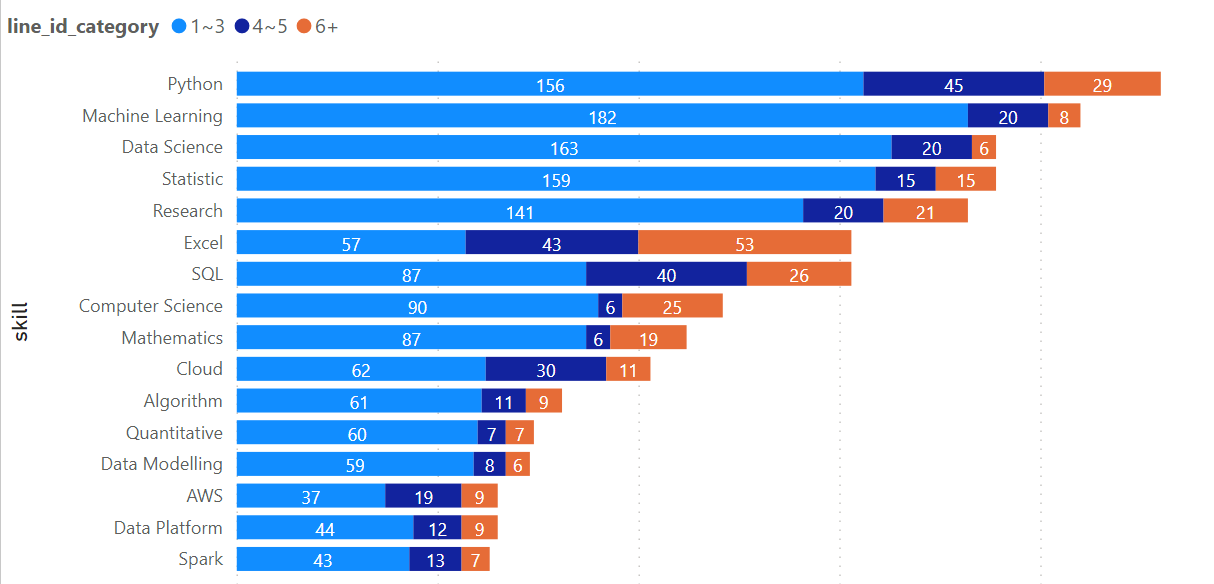 line_id_category 1~3 4~5 6+
Python 156 45 29
Machine Learning 182 20 8
Data Science 163 20 6
Statistic 159 15 15
Research 141 20 21
Excel 57 43 53
SQL 87 40 26
Computer Science 90 6 25
Mathematics 87 6 19
Cloud 62 30 11
Algorithm 61 11 9
Quantitative 60 7 7
Data Modelling 59 8 6
AWS 37 19 9
Data Platform 44 12 9
Spark 43 13 7
skill